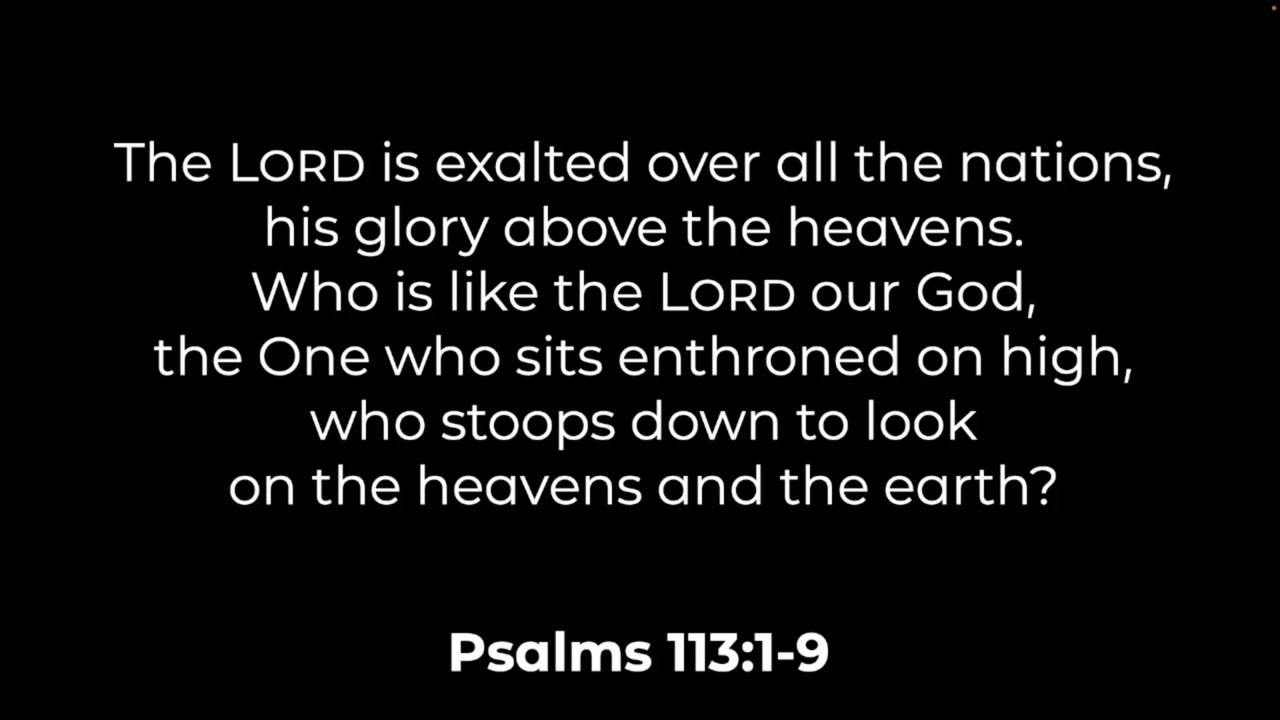 The LORD is exalted over all the nations,
his glory above the heavens.
Who is like the LORD our God,
the One who sits enthroned on high,
who stoops down to look
on the heavens and the earth?
Psalms 113:1-9